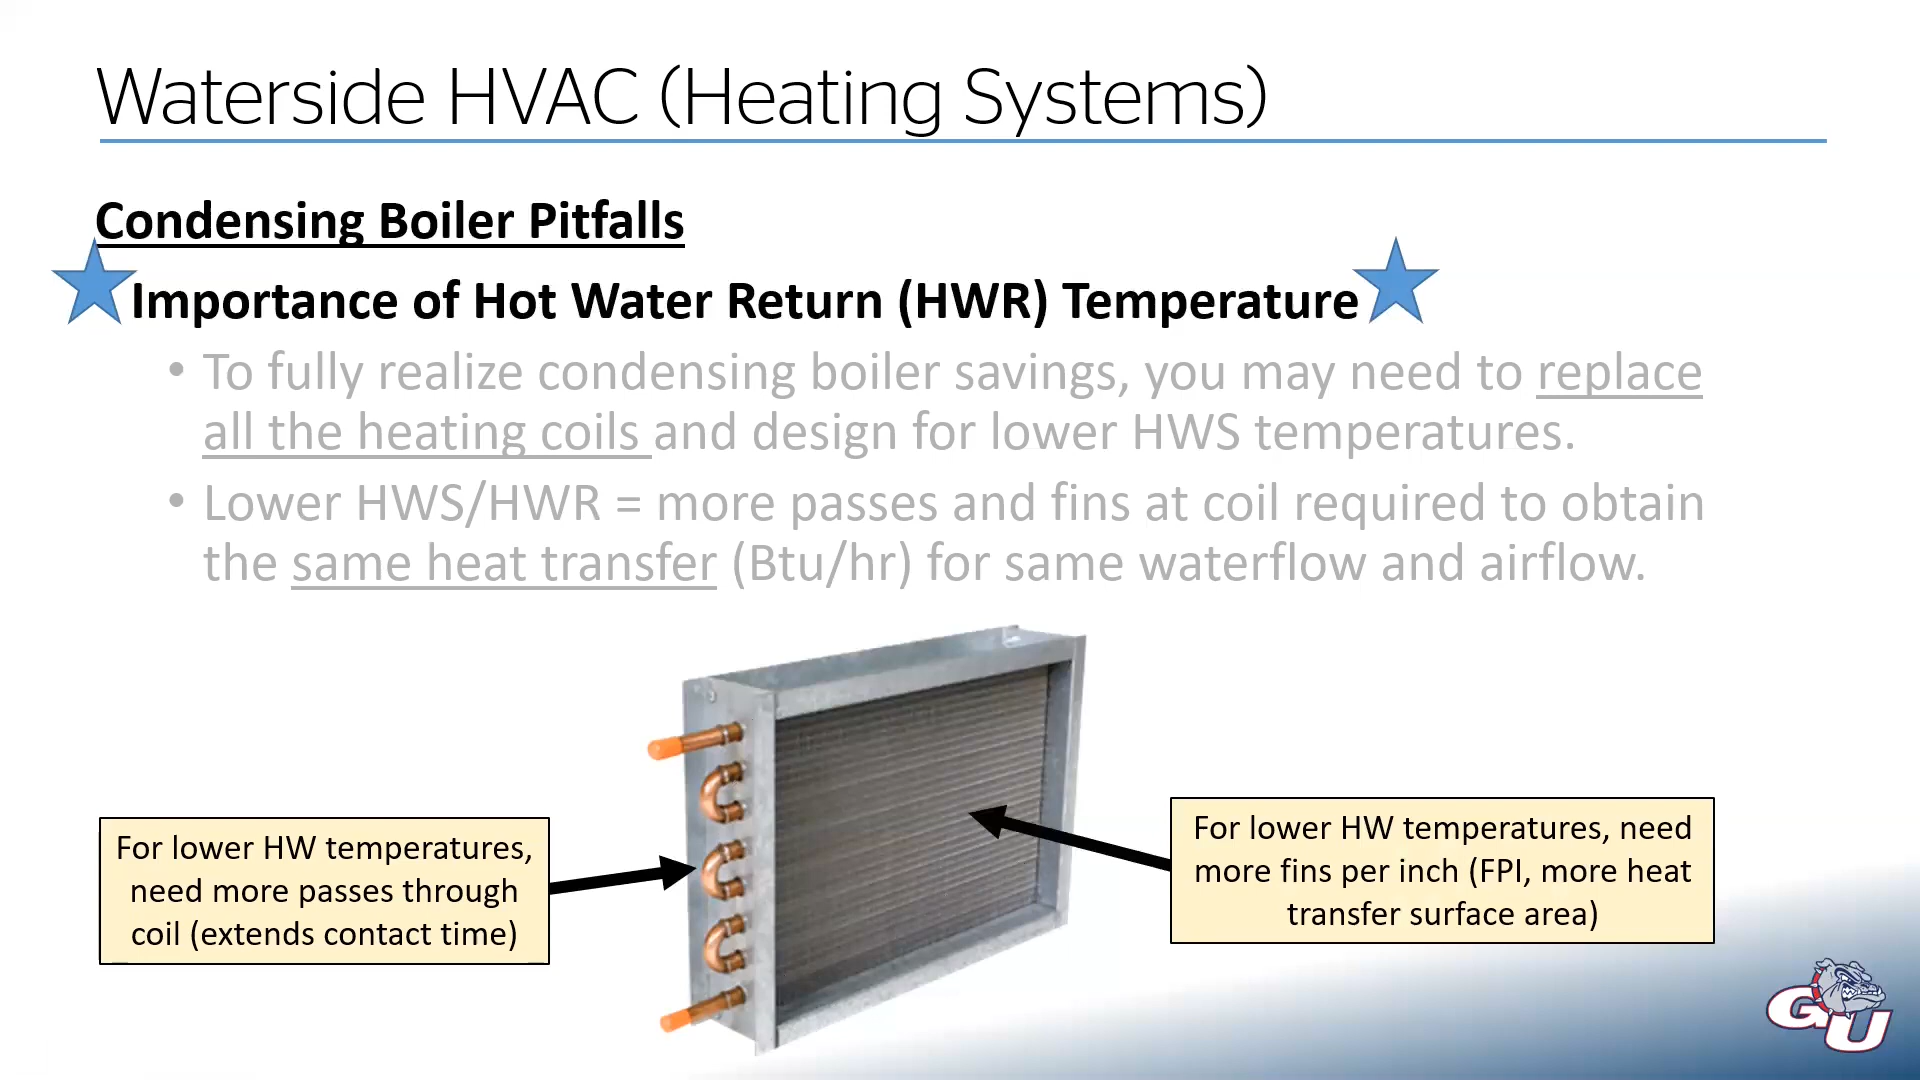 Waterside HVAC (Heating Systems)
Condensing Boiler Pitfalls
Importance of Hot Water Return (HWR) Temperature
• To fully realize condensing boiler savings, you may need to replace
all the heating coils and design for lower HWS temperatures.
• Lower HWS/HWR = more passes and fins at coil required to obtain
the same heat transfer (Btu/hr) for same waterflow and airflow.
For lower HW temperatures,
need more passes through
coil (extends contact time)
For lower HW temperatures, need
more fins per inch (FPI, more heat
transfer surface area)
GU